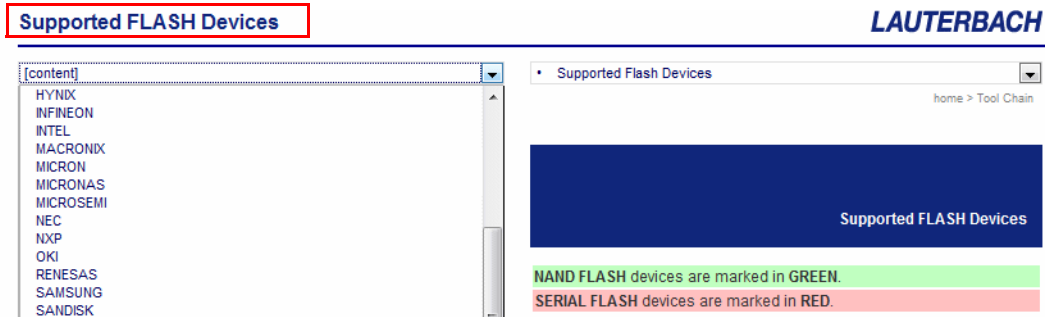 Supported FLASH Devices
LAUTERBACH
[content]
HYNIX
INFINEON
INTEL
MACRONIX
MICRON
MICRONAS
MICROSEMI
NEC
NXP
OKI
RENESAS
SAMSUNG
SANDISK
• Supported Flash Devices
home > Tool Chain
Supported FLASH Devices
NAND FLASH devices are marked in GREEN.
SERIAL FLASH devices are marked in RED.